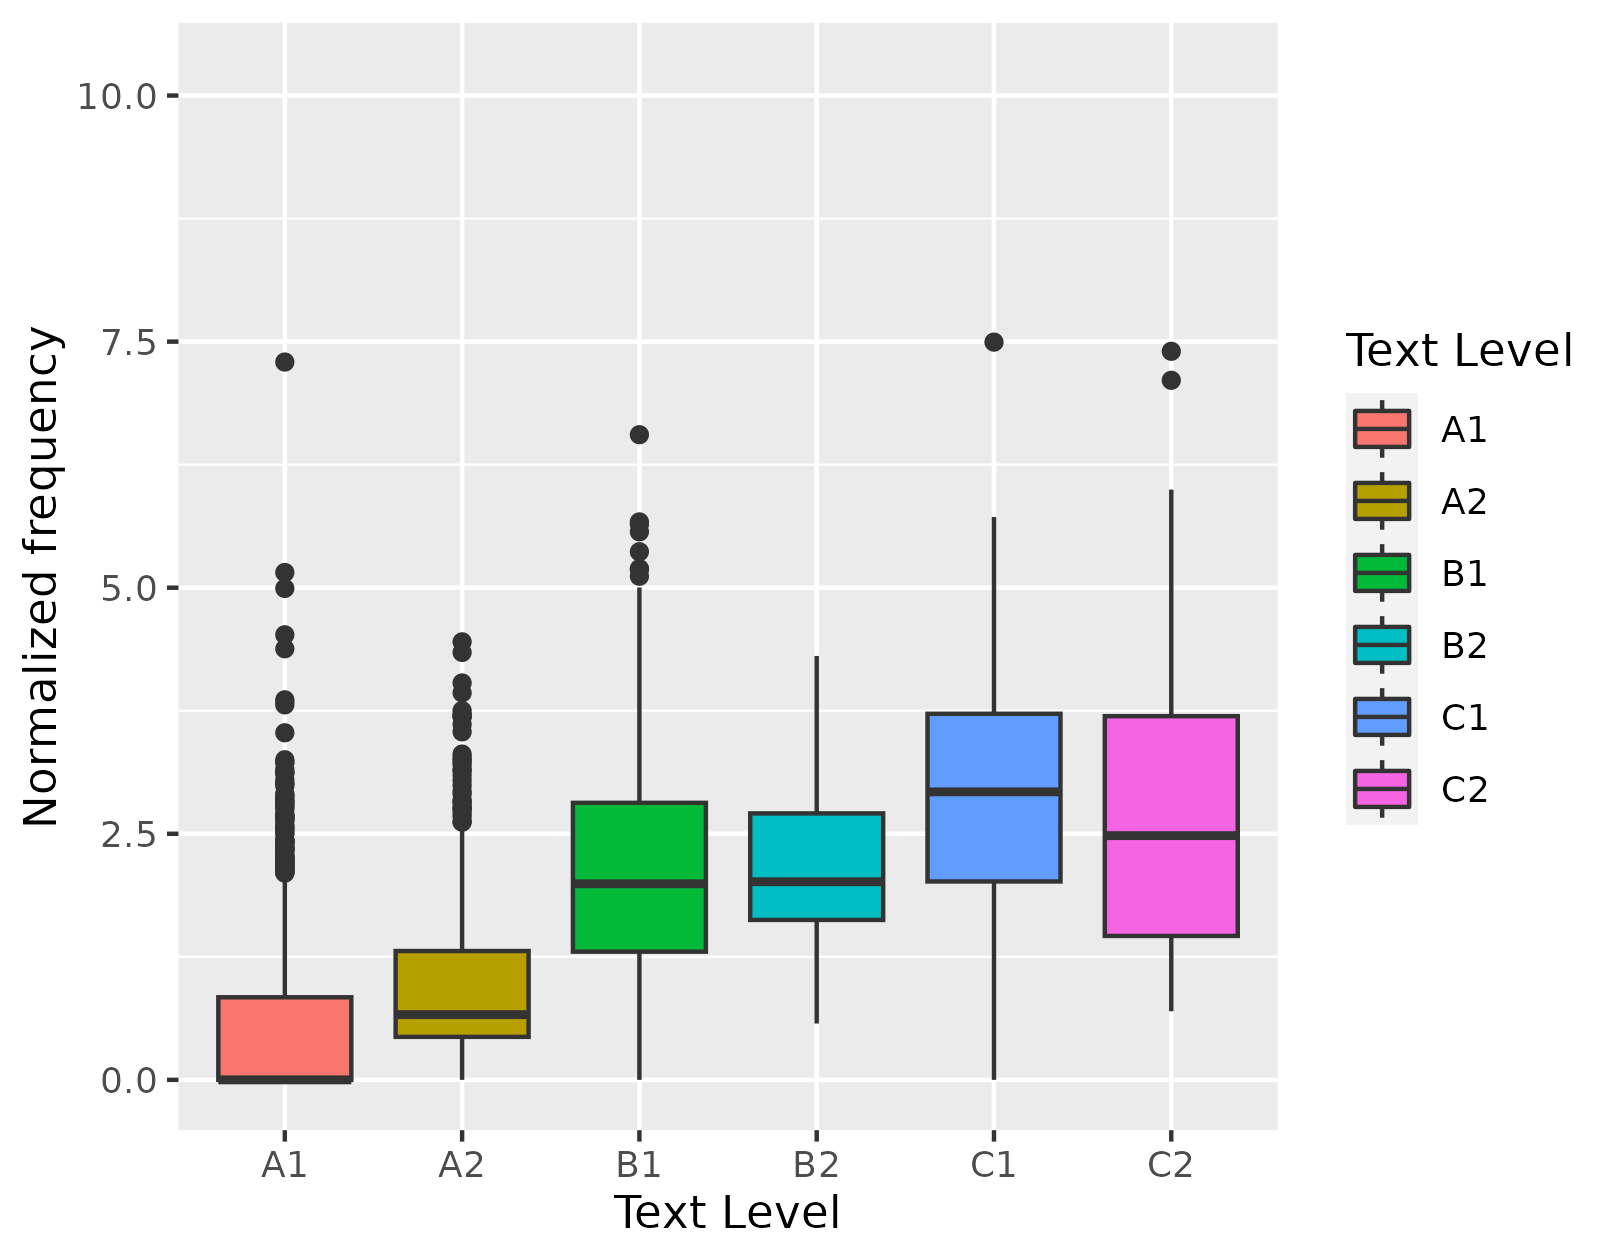 10.0
7.5
5.0
2.5
0.0
Normalized frequency
A1 A2 B1 B2 C1 C2
Text Level
Text Level
A1
A2
B1
B2
C1
C2